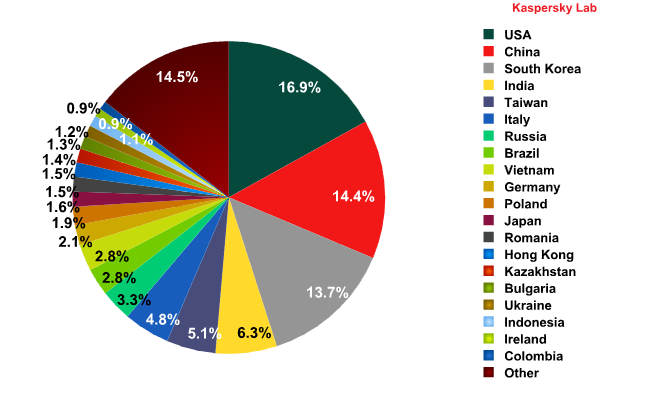 Kaspersky Lab
USA
China
South Korea
India
Taiwan
Italy
Russia
Brazil
Vietnam
Germany
Poland
Japan
Romania
Hong Kong
Kazakhstan
Bulgaria
Ukraine
Indonesia
Ireland
Colombia
Other
16.9%
14.4%
13.7%
6.3%
5.1%
4.8%
3.3%
2.8%
2.8%
2.1%
1.9%
1.6%
1.5%
1.5%
1.4%
1.3%
1.2%
1.1%
0.9%
0.9%
14.5%